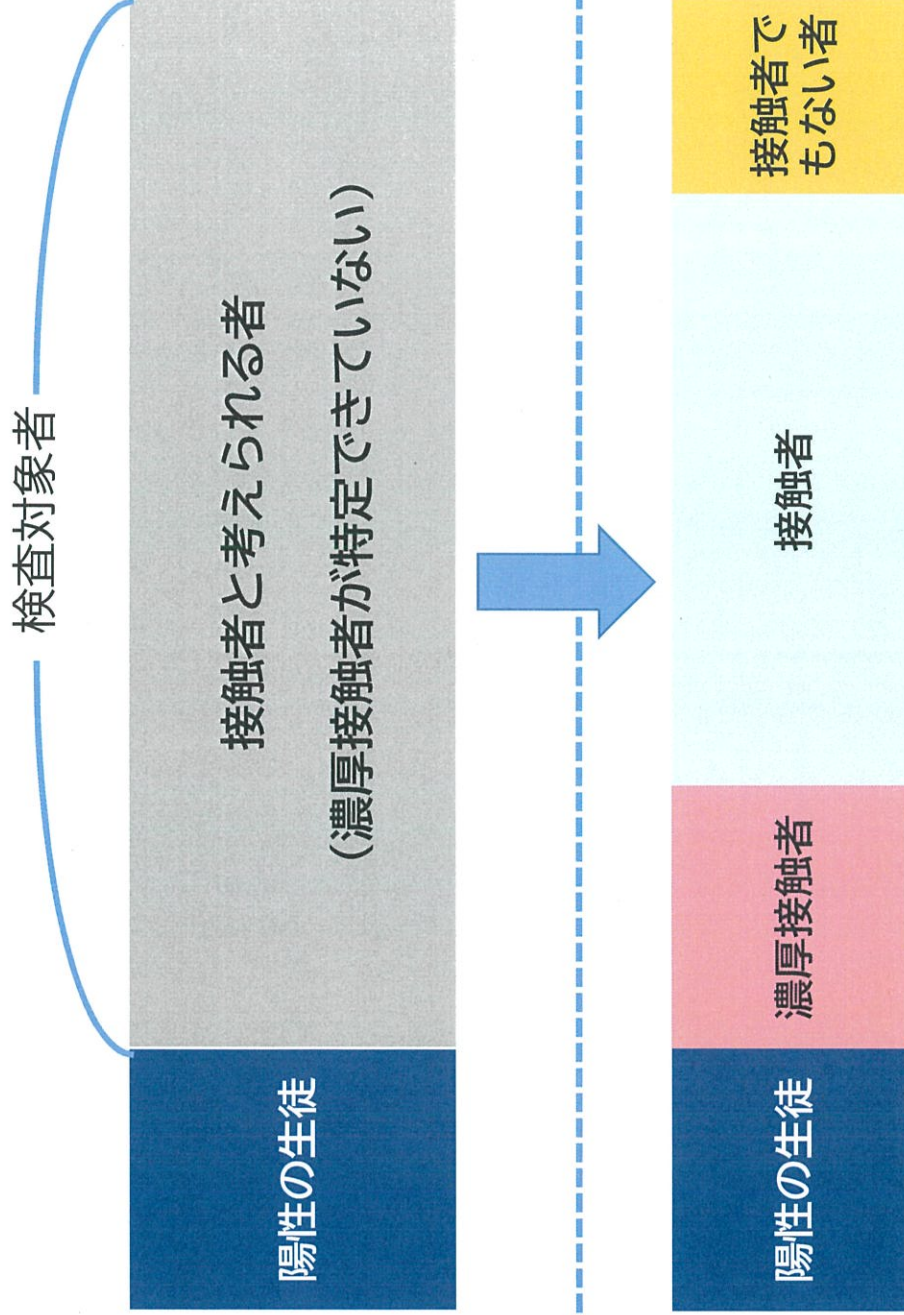 検査対象者
陽性の生徒
接触者と考えられる者
（濃厚接触者が特定できていない）
陽性の生徒
濃厚接触者
接触者
接触者で
もない者